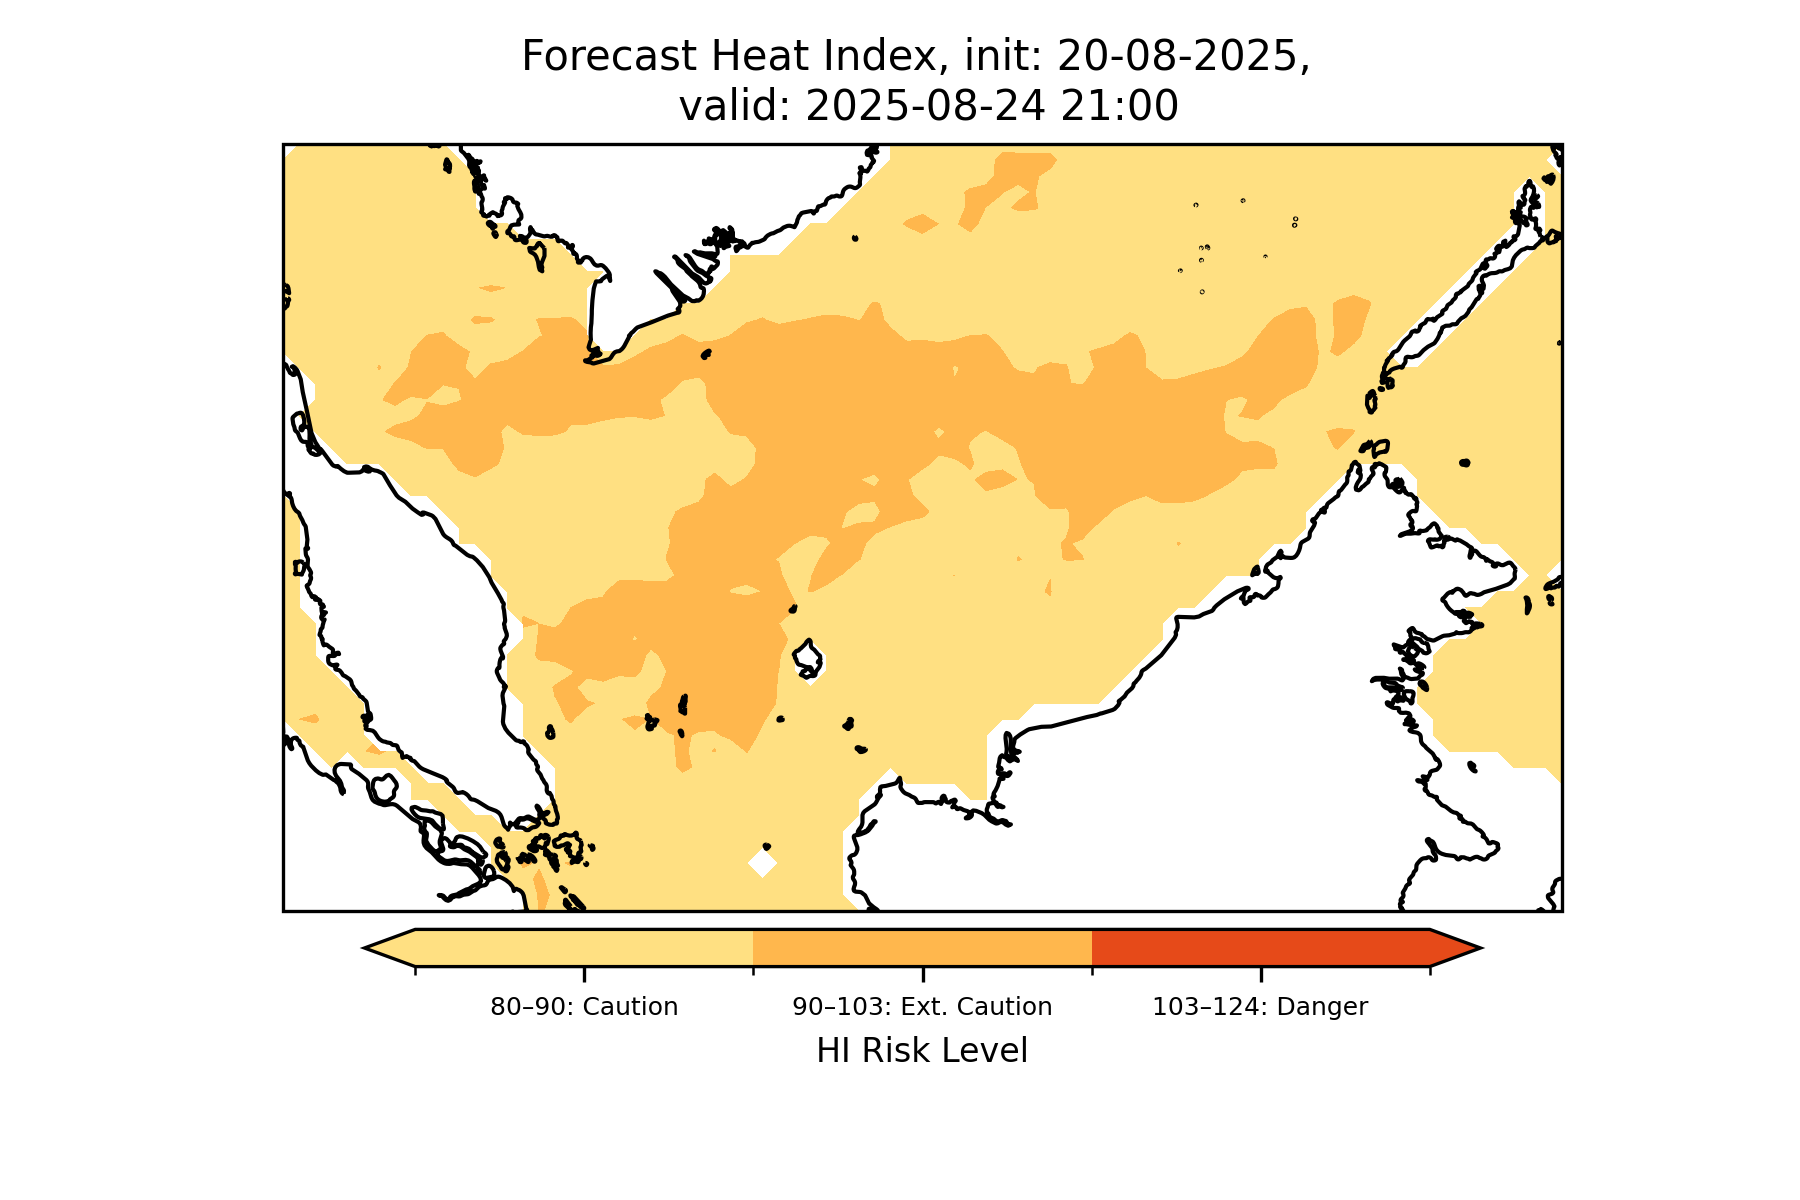 Forecast Heat Index, init: 20-08-2025,
valid: 2025-08-24 21:00
80–90: Caution
90–103: Ext. Caution
103–124: Danger
HI Risk Level